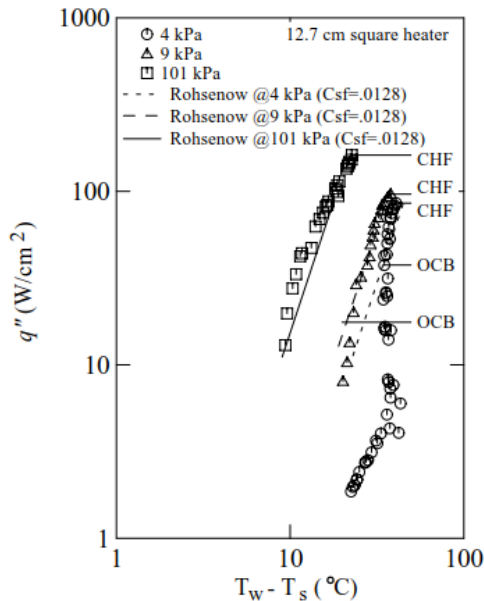 1000
100
10
1
q″ (W/cm²)
4 kPa
9 kPa
101 kPa
12.7 cm square heater
Rohsenow @4 kPa (Csf=.0128)
Rohsenow @9 kPa (Csf=.0128)
Rohsenow @101 kPa (Csf=.0128)
CHF
CHF
CHF
OCB
OCB
1
10
100
T_W - T_S (°C)